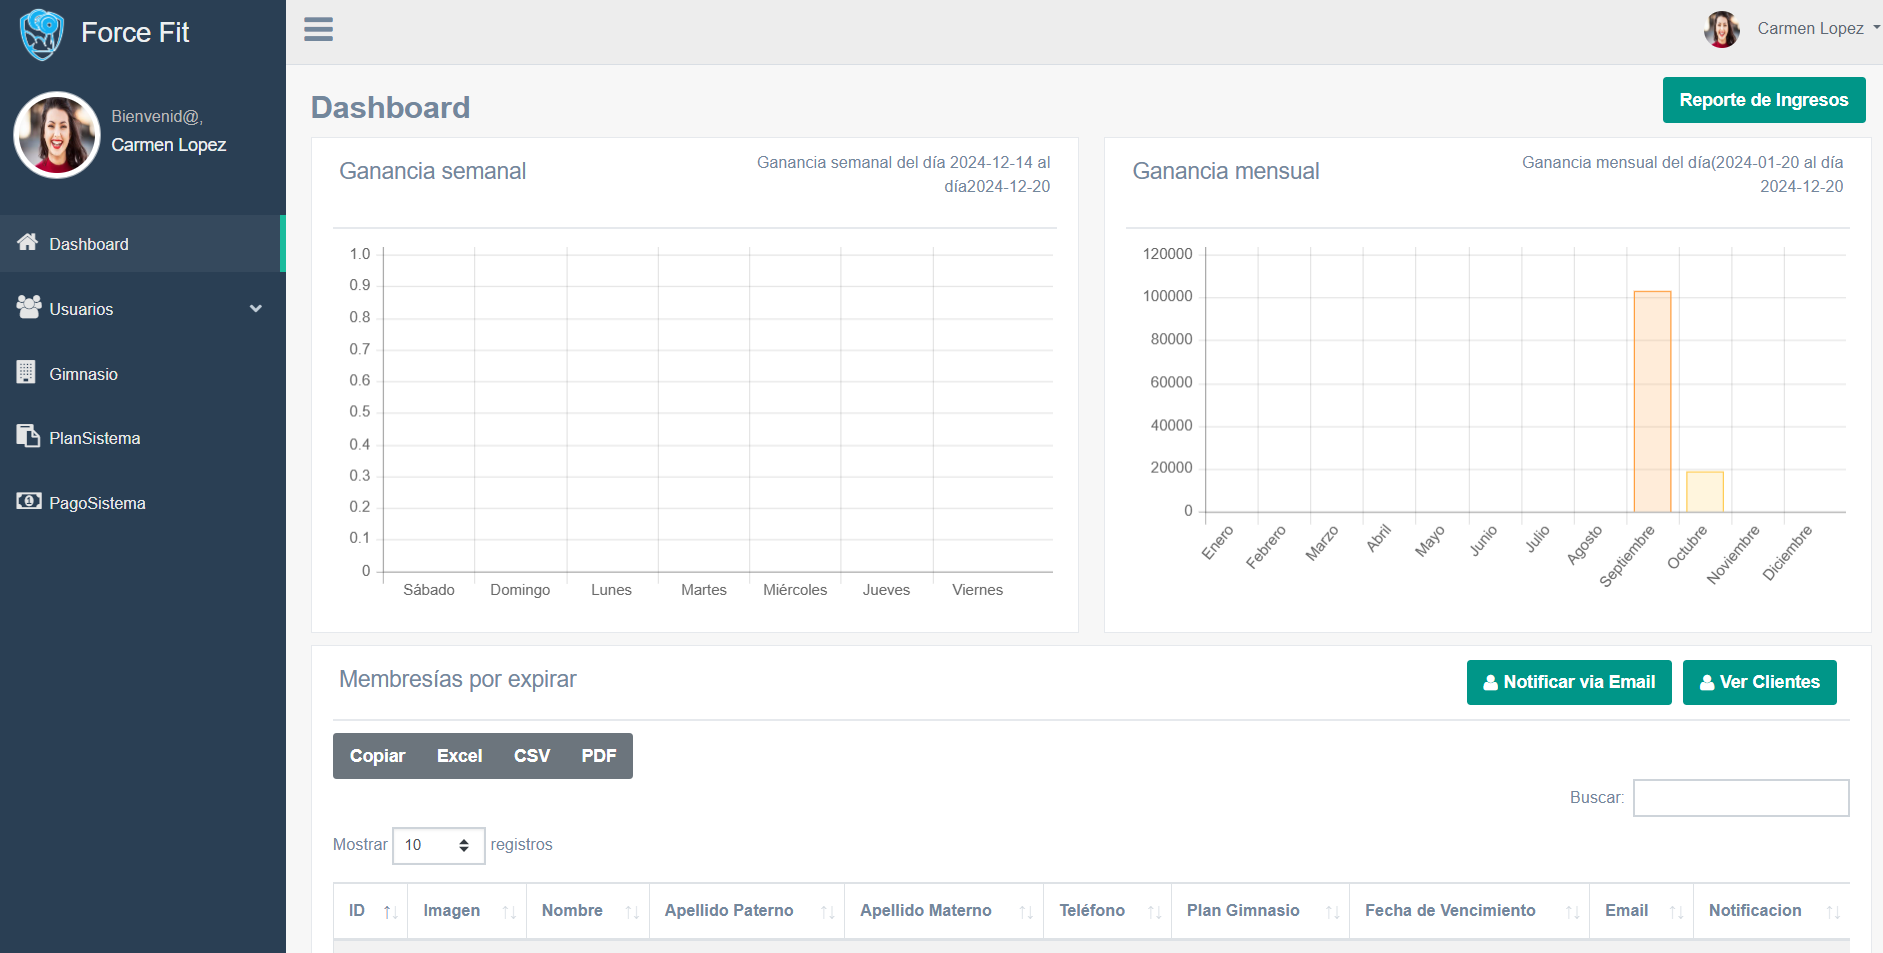 Force Fit
Carmen Lopez
Bienvenid@,
Carmen Lopez
Dashboard
Usuarios
Gimnasio
PlanSistema
PagoSistema
Dashboard
Reporte de Ingresos
Ganancia semanal
Ganancia semanal del día 2024-12-14 al
día2024-12-20
1.0
0.9
0.8
0.7
0.6
0.5
0.4
0.3
0.2
0.1
0
Sábado Domingo Lunes Martes Miércoles Jueves Viernes
Ganancia mensual
Ganancia mensual del día(2024-01-20 al día
2024-12-20
120000
100000
80000
60000
40000
20000
0
Enero Febrero Marzo Abril Mayo Junio Julio Agosto Septiembre Octubre Noviembre Diciembre
Membresías por expirar
Notificar via Email
Ver Clientes
Copiar Excel CSV PDF
Buscar:
Mostrar 10 registros
ID Imagen Nombre Apellido Paterno Apellido Materno Teléfono Plan Gimnasio Fecha de Vencimiento Email Notificacion